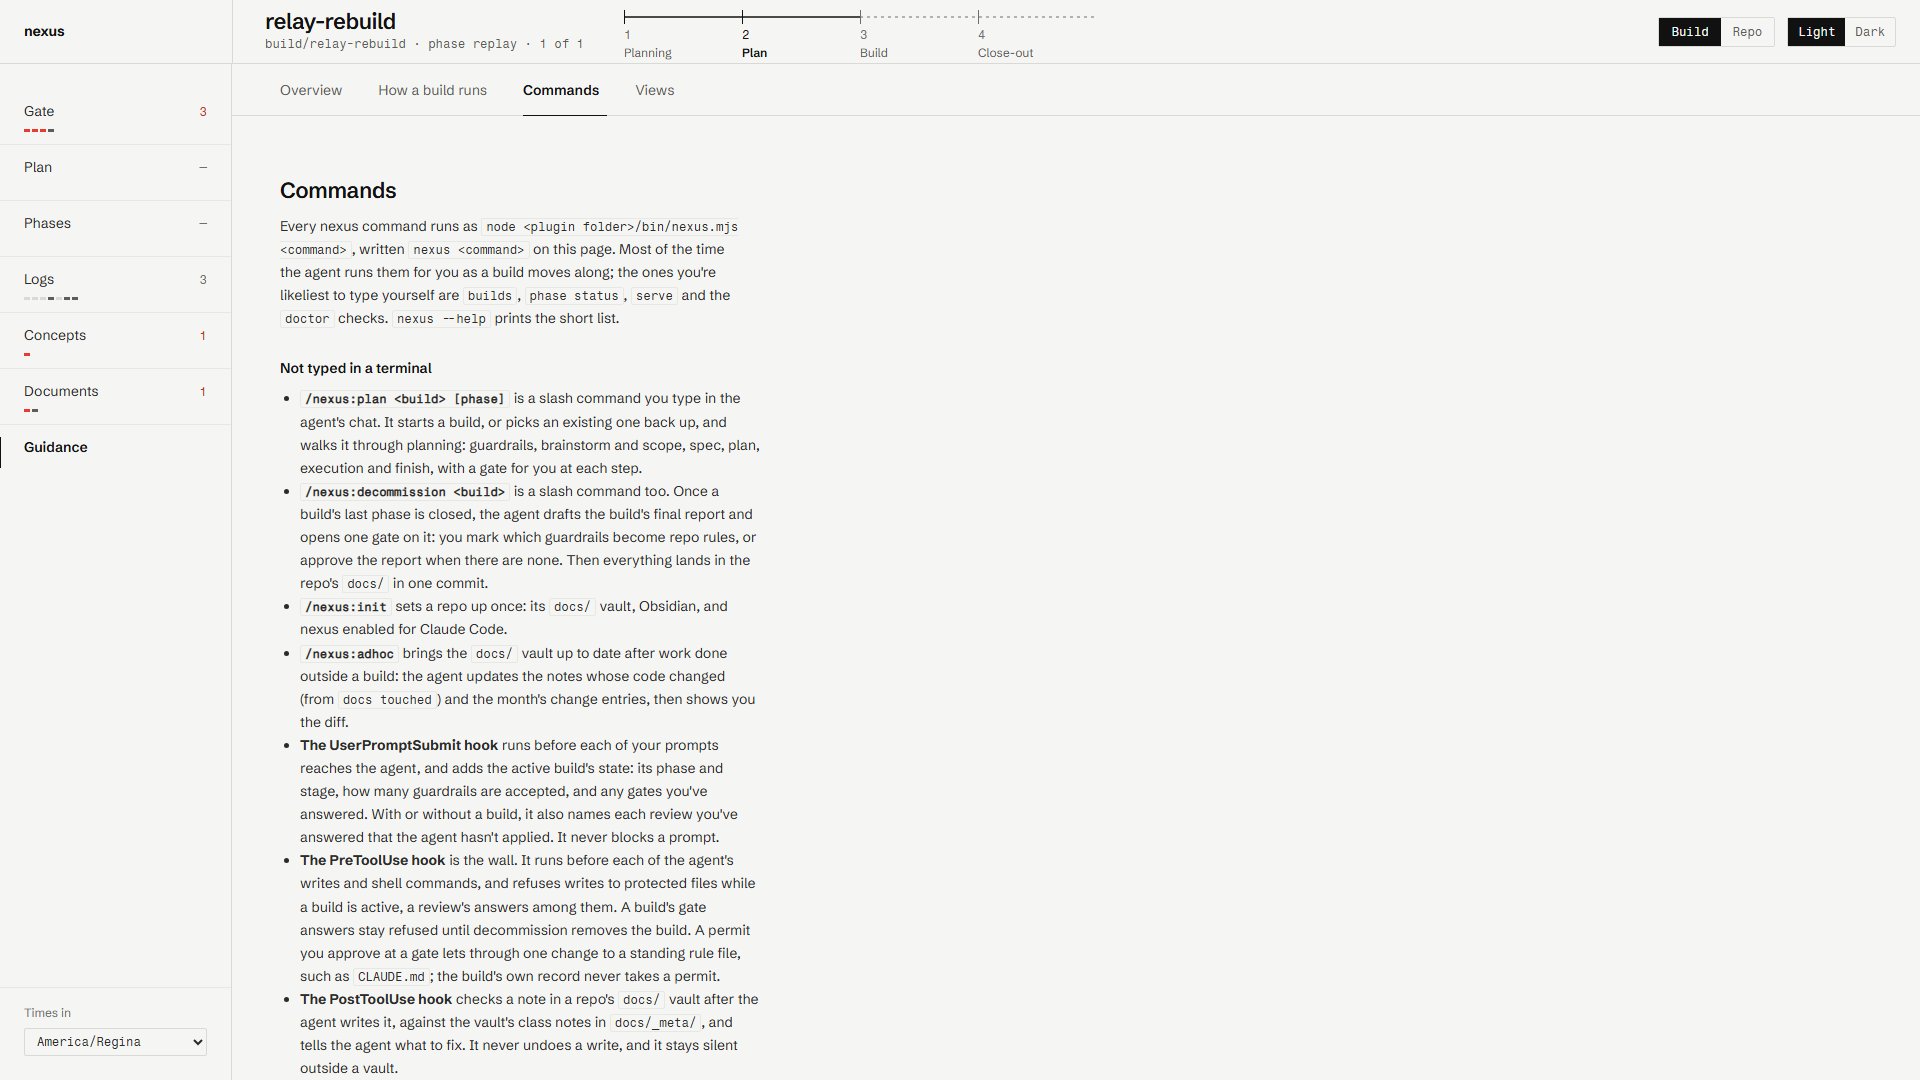 nexus
relay-rebuild
build/relay-rebuild · phase replay · 1 of 1
1
Planning
2
Plan
3
Build
4
Close-out
Build
Repo
Light
Dark
Gate
3
Plan
—
Phases
—
Logs
3
Concepts
1
Documents
1
Guidance
Times in
America/Regina
Overview
How a build runs
Commands
Views
Commands
Every nexus command runs as node <plugin folder>/bin/nexus.mjs
<command>, written nexus <command> on this page. Most of the time
the agent runs them for you as a build moves along; the ones you're
likeliest to type yourself are builds, phase status, serve and the
doctor checks. nexus --help prints the short list.
Not typed in a terminal
• /nexus:plan <build> [phase] is a slash command you type in the
agent's chat. It starts a build, or picks an existing one back up, and
walks it through planning: guardrails, brainstorm and scope, spec, plan,
execution and finish, with a gate for you at each step.
• /nexus:decommission <build> is a slash command too. Once a
build's last phase is closed, the agent drafts the build's final report and
opens one gate on it: you mark which guardrails become repo rules, or
approve the report when there are none. Then everything lands in the
repo's docs/ in one commit.
• /nexus:init sets a repo up once: its docs/ vault, Obsidian, and
nexus enabled for Claude Code.
• /nexus:adhoc brings the docs/ vault up to date after work done
outside a build: the agent updates the notes whose code changed
(from docs touched) and the month's change entries, then shows you
the diff.
• The UserPromptSubmit hook runs before each of your prompts
reaches the agent, and adds the active build's state: its phase and
stage, how many guardrails are accepted, and any gates you've
answered. With or without a build, it also names each review you've
answered that the agent hasn't applied. It never blocks a prompt.
• The PreToolUse hook is the wall. It runs before each of the agent's
writes and shell commands, and refuses writes to protected files while
a build is active, a review's answers among them. A build's gate
answers stay refused until decommission removes the build. A permit
you approve at a gate lets through one change to a standing rule file,
such as CLAUDE.md; the build's own record never takes a permit.
• The PostToolUse hook checks a note in a repo's docs/ vault after the
agent writes it, against the vault's class notes in docs/_meta/, and
tells the agent what to fix. It never undoes a write, and it stays silent
outside a vault.